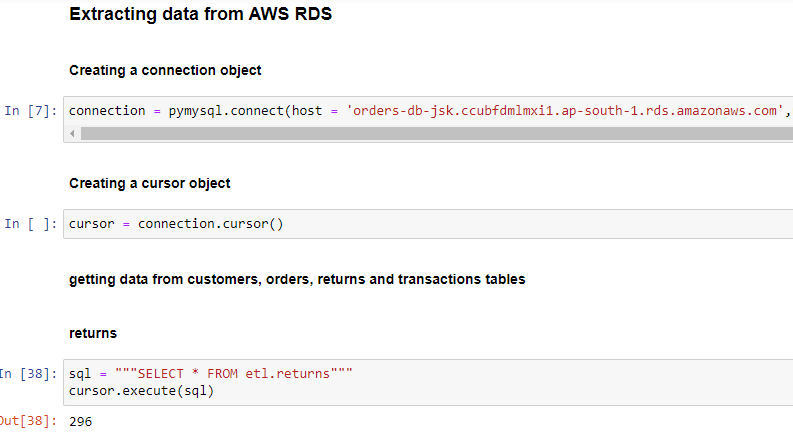 Extracting data from AWS RDS
Creating a connection object
In [7]: connection = pymysql.connect(host = 'orders-db-jsk.ccubfdmlmxi1.ap-south-1.rds.amazonaws.com',
Creating a cursor object
In [ ]: cursor = connection.cursor()
getting data from customers, orders, returns and transactions tables
returns
In [38]: sql = """SELECT * FROM etl.returns"""
cursor.execute(sql)
Out[38]: 296